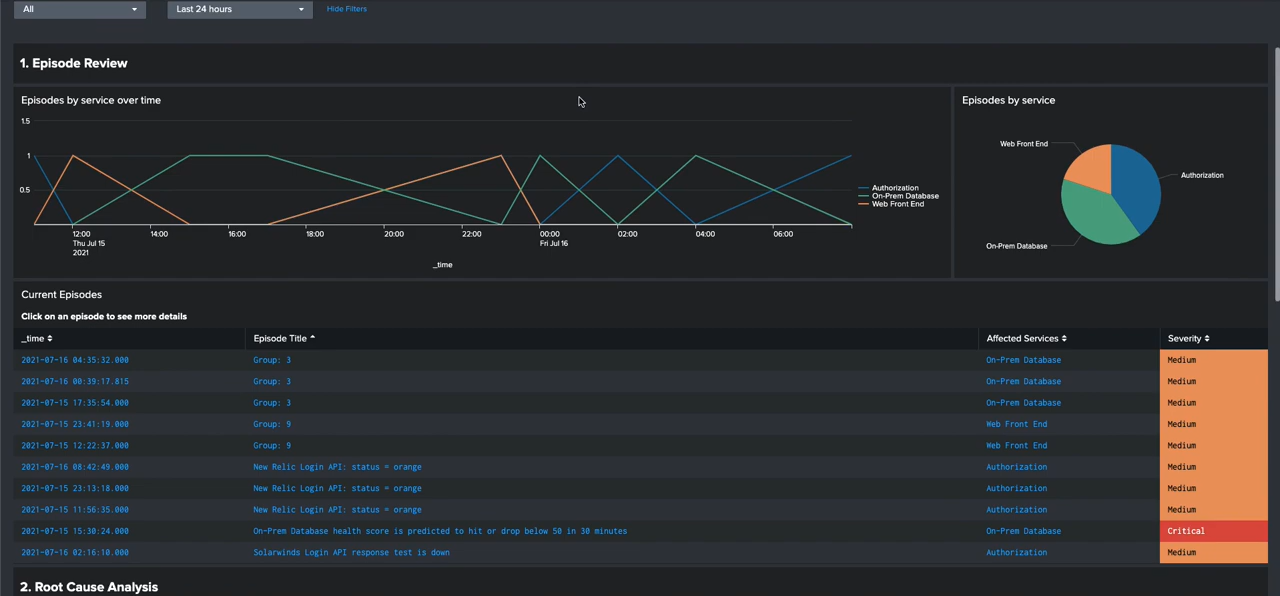 All Last 24 hours Hide Filters
1. Episode Review
Episodes by service over time
1.5
1
0.5
12:00 14:00 16:00 18:00 20:00 22:00 00:00 02:00 04:00 06:00
Thu Jul 15 Fri Jul 16
2021
_time
Authorization
On-Prem Database
Web Front End
Episodes by service
Web Front End
Authorization
On-Prem Database
Current Episodes
Click on an episode to see more details
_time Episode Title Affected Services Severity
2021-07-16 04:35:32.000 Group: 3 On-Prem Database Medium
2021-07-16 00:39:17.815 Group: 3 On-Prem Database Medium
2021-07-15 17:35:54.000 Group: 3 On-Prem Database Medium
2021-07-15 23:41:19.000 Group: 9 Web Front End Medium
2021-07-15 12:22:37.000 Group: 9 Web Front End Medium
2021-07-16 08:42:49.000 New Relic Login API: status = orange Authorization Medium
2021-07-15 23:13:18.000 New Relic Login API: status = orange Authorization Medium
2021-07-15 11:56:35.000 New Relic Login API: status = orange Authorization Medium
2021-07-15 15:30:24.000 On-Prem Database health score is predicted to hit or drop below 50 in 30 minutes On-Prem Database Critical
2021-07-16 02:16:10.000 Solarwinds Login API response test is down Authorization Medium
2. Root Cause Analysis